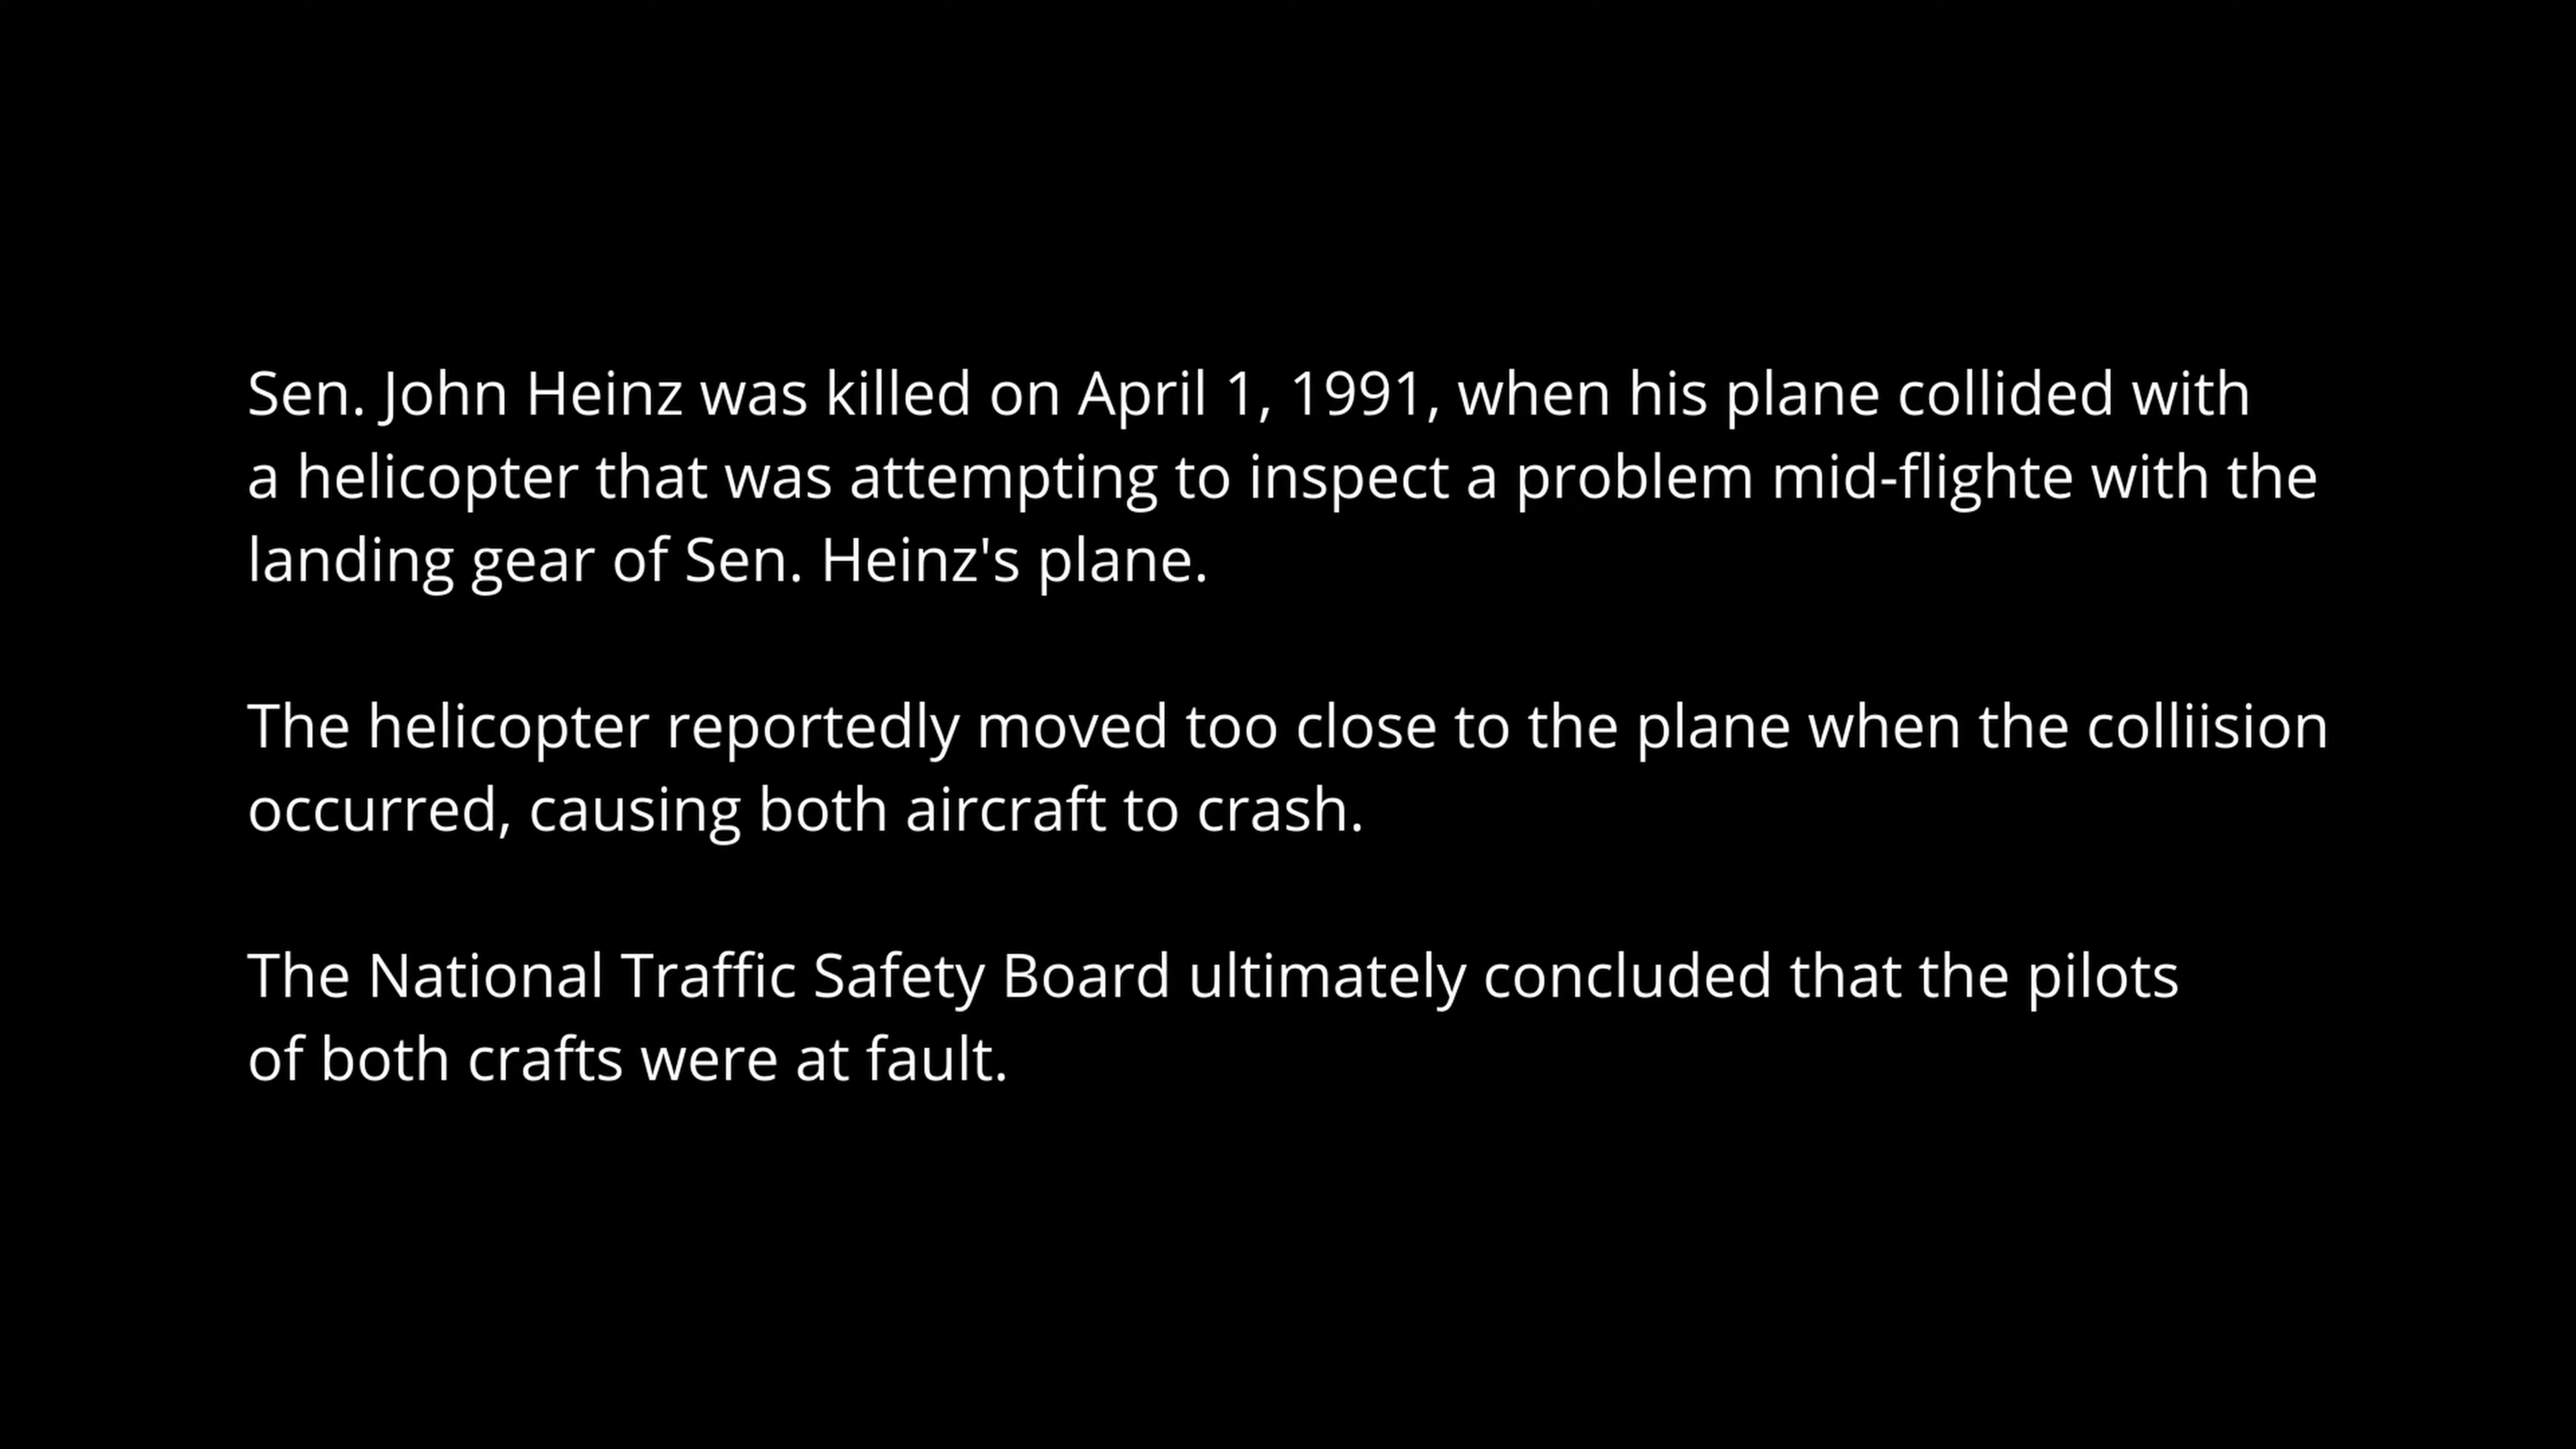 Sen. John Heinz was killed on April 1, 1991, when his plane collided with
a helicopter that was attempting to inspect a problem mid-flighte with the
landing gear of Sen. Heinz's plane.
The helicopter reportedly moved too close to the plane when the colliision
occurred, causing both aircraft to crash.
The National Traffic Safety Board ultimately concluded that the pilots
of both crafts were at fault.